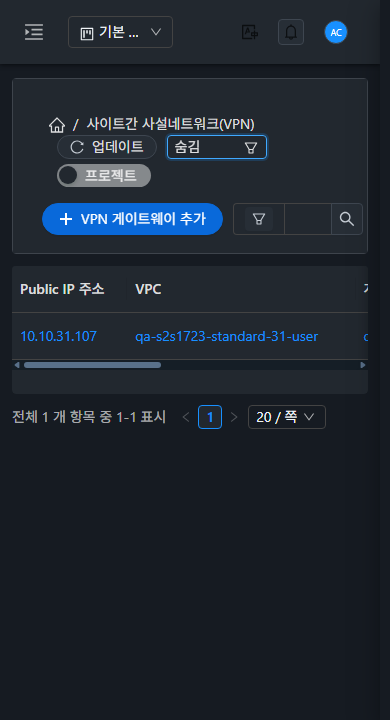 기본 ...
AC
/ 사이트간 사설네트워크(VPN)
업데이트
숨김
프로젝트
VPN 게이트웨이 추가
Public IP 주소 VPC
10.10.31.107 qa-s2s1723-standard-31-user
전체 1 개 항목 중 1-1 표시 1 20 / 쪽